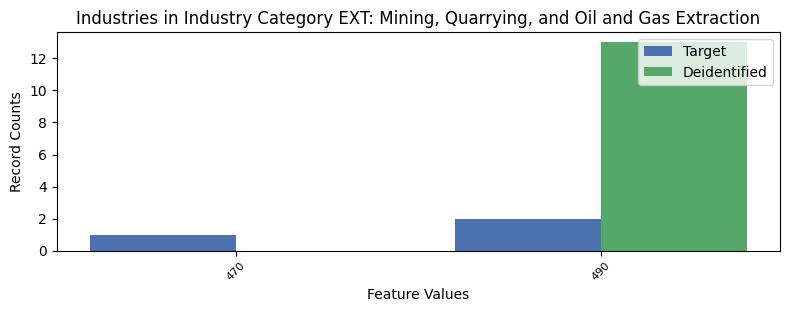 Industries in Industry Category EXT: Mining, Quarrying, and Oil and Gas Extraction
Target
Deidentified
Record Counts
12
10
8
6
4
2
0
470
490
Feature Values